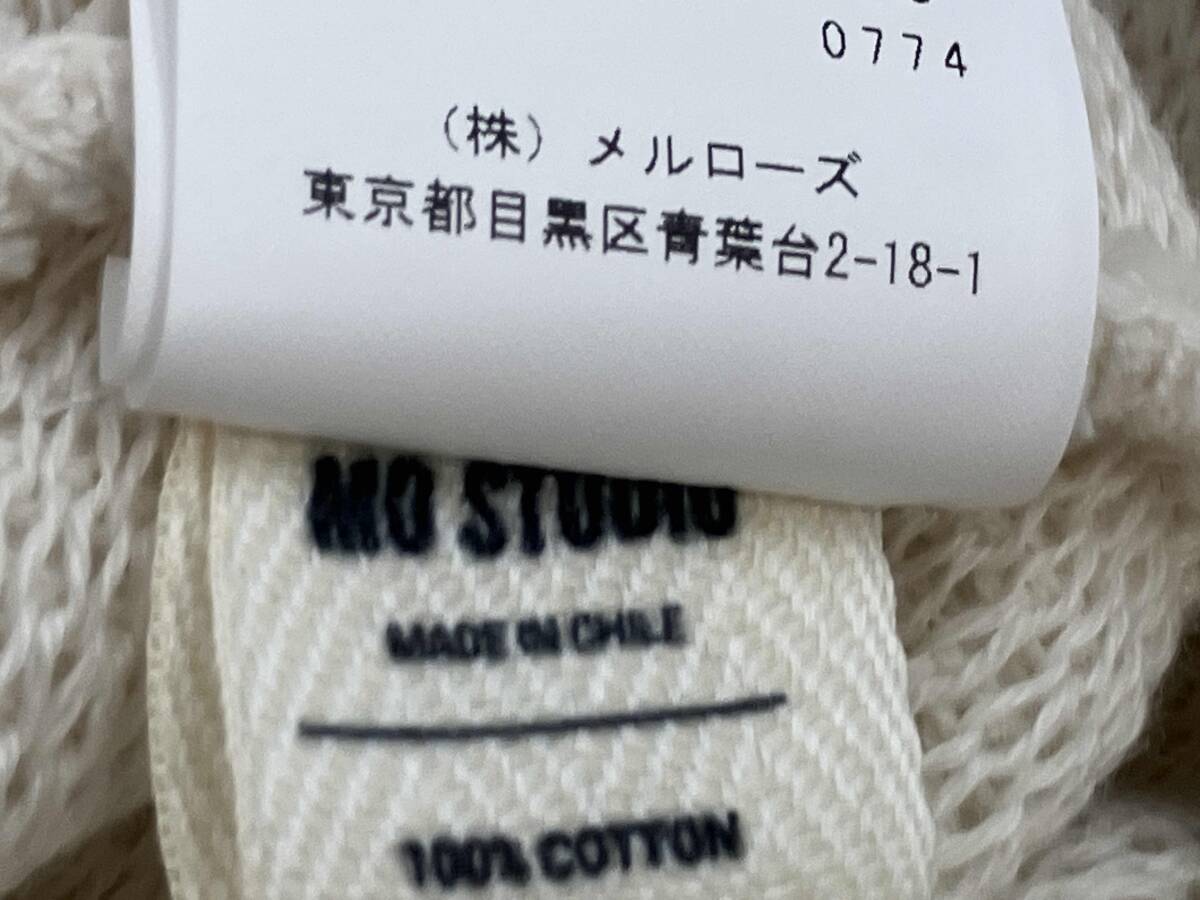 0774
(株) メルローズ
東京都目黒区青葉台2-18-1
MO STUDIO
MADE IN CHILE
100% COTTON